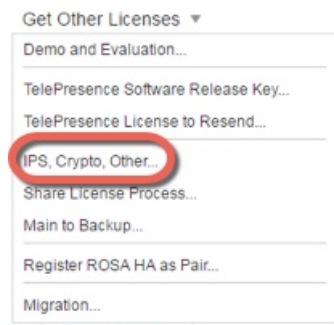 Get Other Licenses ▼
Demo and Evaluation...
TelePresence Software Release Key...
TelePresence License to Resend...
IPS, Crypto, Other...
Share License Process...
Main to Backup...
Register ROSA HA as Pair...
Migration...